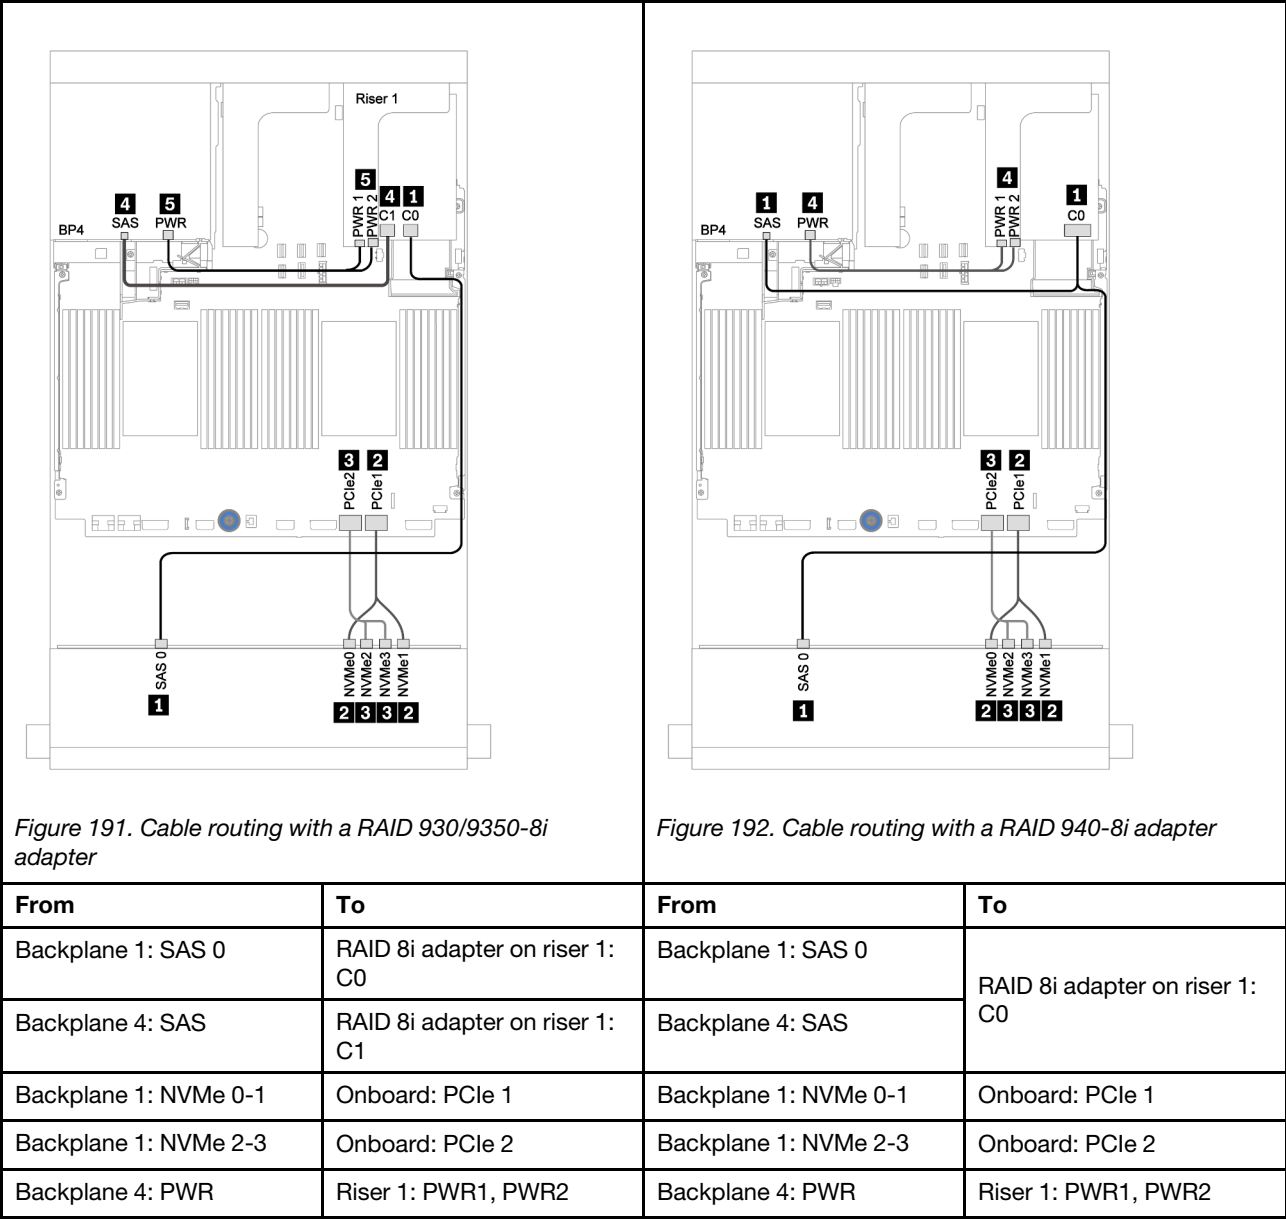 Riser 1
5
4
5
4
1
SAS
PWR
PWR 1
PWR 2
C1
C0
BP4
3
2
PCIe2
PCIe1
SAS 0
NVMe0
NVMe2
NVMe3
NVMe1
1
2
3
3
2
Figure 191. Cable routing with a RAID 930/9350-8i
adapter
4
1
4
1
SAS
PWR
PWR 1
PWR 2
C0
BP4
3
2
PCIe2
PCIe1
SAS 0
NVMe0
NVMe2
NVMe3
NVMe1
1
2
3
3
2
Figure 192. Cable routing with a RAID 940-8i adapter
From
To
From
To
Backplane 1: SAS 0
RAID 8i adapter on riser 1:
C0
Backplane 1: SAS 0
RAID 8i adapter on riser 1:
C0
Backplane 4: SAS
RAID 8i adapter on riser 1:
C1
Backplane 4: SAS
Backplane 1: NVMe 0-1
Onboard: PCIe 1
Backplane 1: NVMe 0-1
Onboard: PCIe 1
Backplane 1: NVMe 2-3
Onboard: PCIe 2
Backplane 1: NVMe 2-3
Onboard: PCIe 2
Backplane 4: PWR
Riser 1: PWR1, PWR2
Backplane 4: PWR
Riser 1: PWR1, PWR2